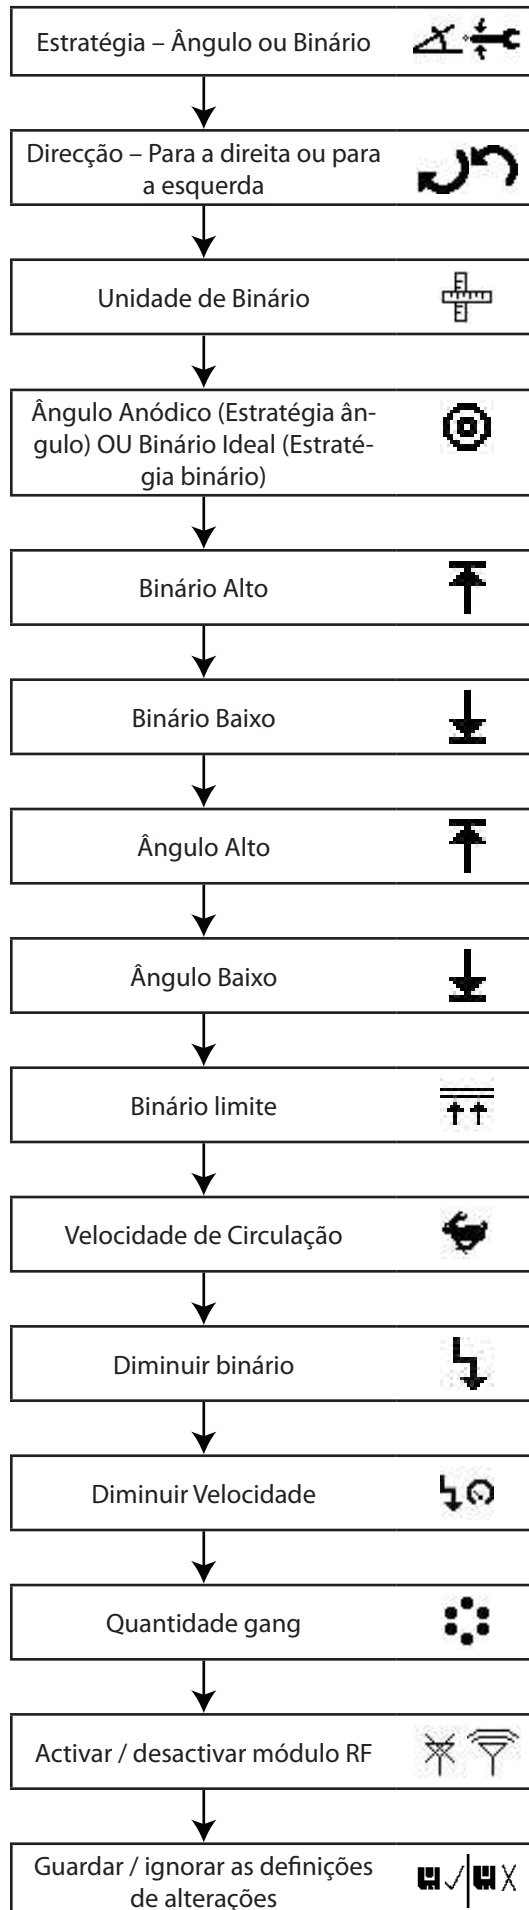 Estratégia – Ângulo ou Binário
Direcção – Para a direita ou para
a esquerda
Unidade de Binário
Ângulo Anódico (Estratégia ân-
gulo) OU Binário Ideal (Estraté-
gia binário)
Binário Alto
Binário Baixo
Ângulo Alto
Ângulo Baixo
Binário limite
Velocidade de Circulação
Diminuir binário
Diminuir Velocidade
Quantidade gang
Activar / desactivar módulo RF
Guardar / ignorar as definições
de alterações